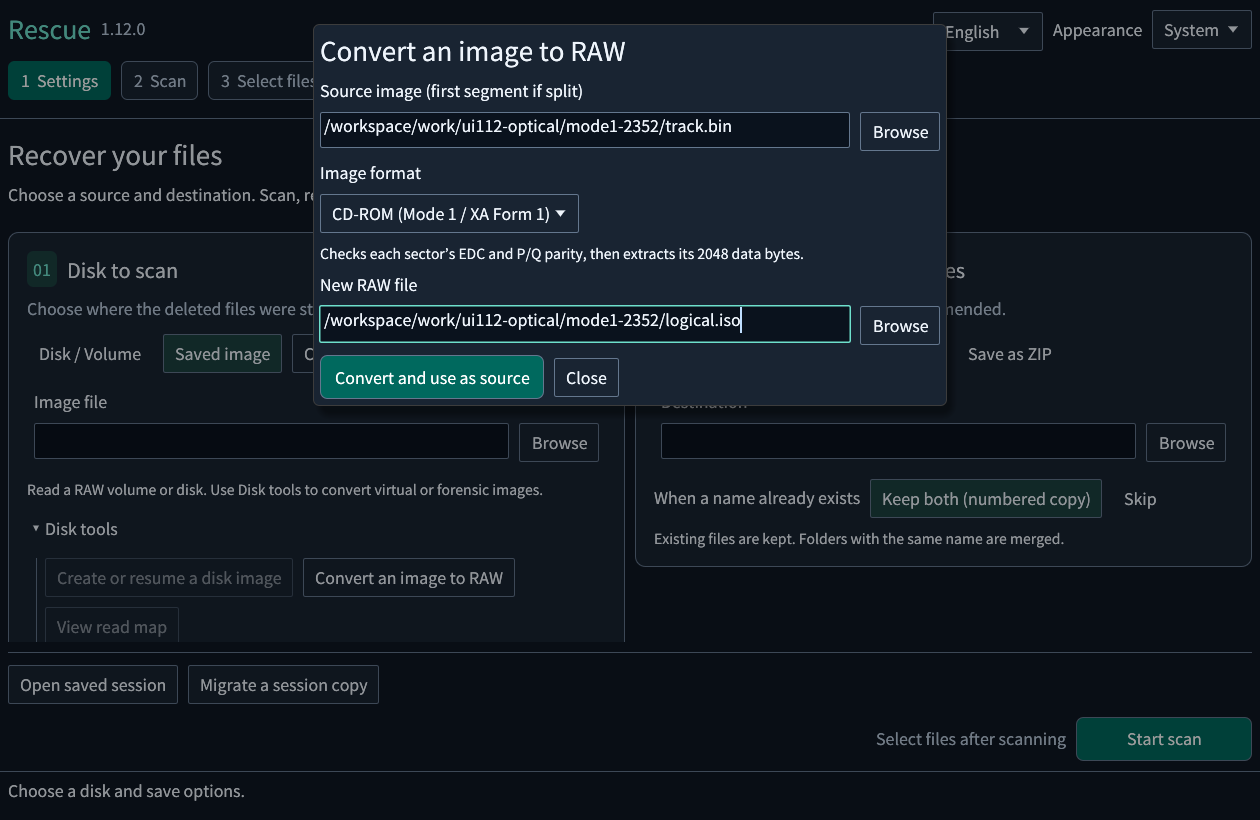 Rescue 1.12.0
English
Appearance
System
1 Settings
2 Scan
3 Select files
Convert an image to RAW
Source image (first segment if split)
/workspace/work/ui112-optical/mode1-2352/track.bin
Browse
Image format
CD-ROM (Mode 1 / XA Form 1)
Checks each sector’s EDC and P/Q parity, then extracts its 2048 data bytes.
New RAW file
/workspace/work/ui112-optical/mode1-2352/logical.iso
Browse
Convert and use as source
Close
Recover your files
Choose a source and destination. Scan,
01 Disk to scan
Choose where the deleted files were
Disk / Volume
Saved image
Image file
Browse
Read a RAW volume or disk. Use Disk tools to convert virtual or forensic images.
Disk tools
Create or resume a disk image
Convert an image to RAW
View read map
Save as ZIP
Destination
Browse
When a name already exists
Keep both (numbered copy)
Skip
Existing files are kept. Folders with the same name are merged.
Open saved session
Migrate a session copy
Select files after scanning
Start scan
Choose a disk and save options.